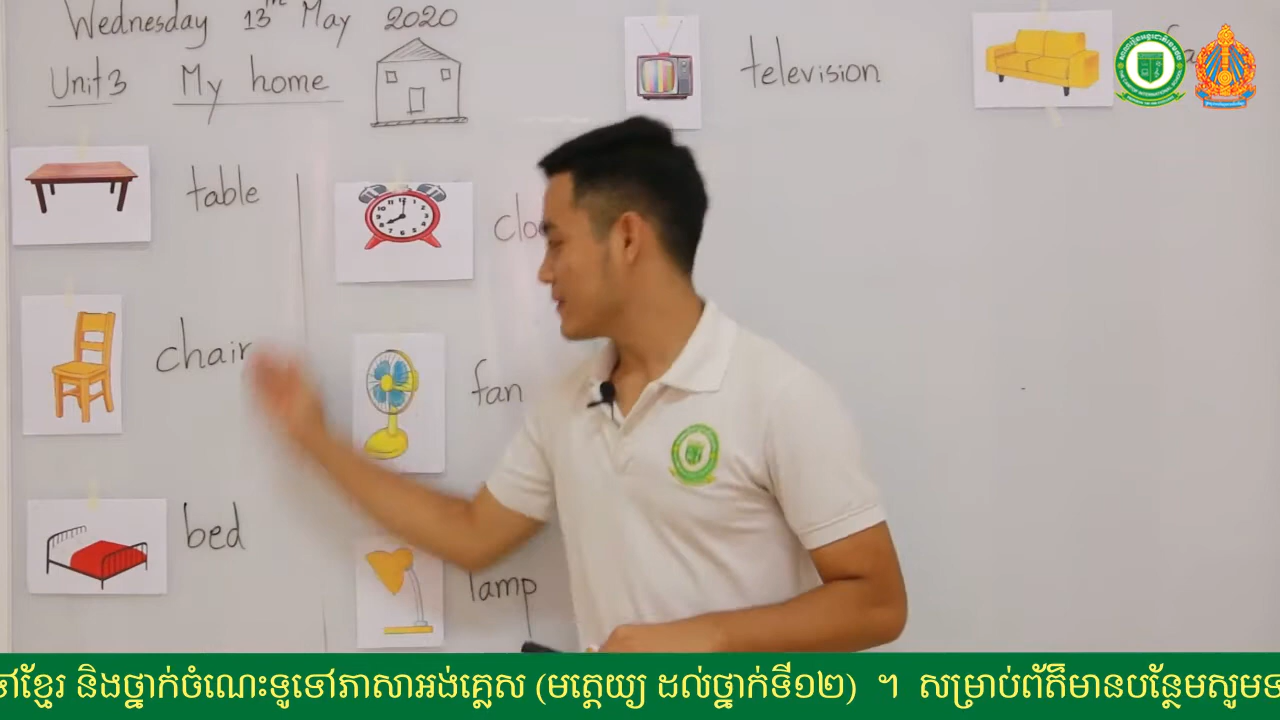 Wednesday 13th May 2020
Unit 3 My home
television
table
chair
fan
bed
lamp
ខ្មែរ និងថ្នាក់ចំណេះទូទៅភាសាអង់គ្លេស (មត្តេយ្យ ដល់ថ្នាក់ទី១២) ។ សម្រាប់ព័ត៌មានបន្ថែមសូមទ